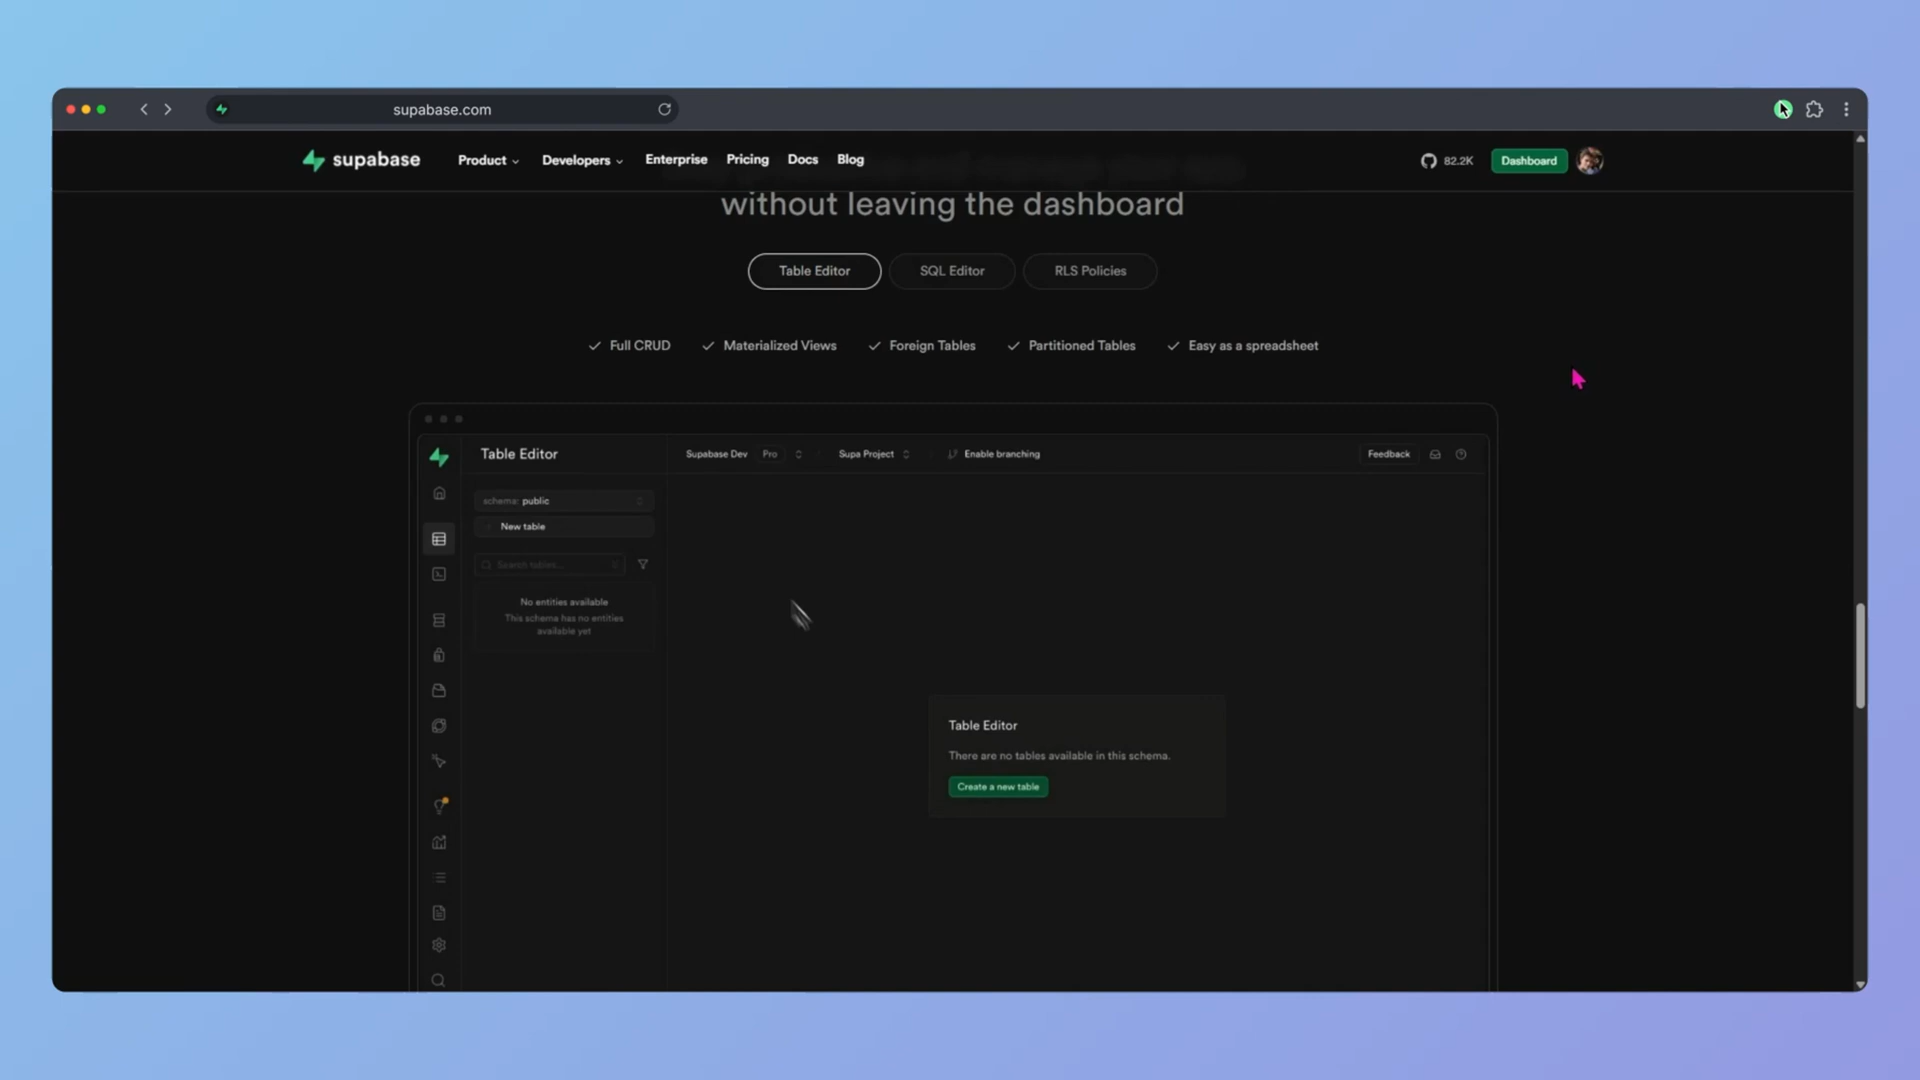 supabase.com
supabase
Product
Developers
Enterprise
Pricing
Docs
Blog
82.2K
Dashboard
without leaving the dashboard
Table Editor
SQL Editor
RLS Policies
Full CRUD
Materialized Views
Foreign Tables
Partitioned Tables
Easy as a spreadsheet
Table Editor
Supabase Dev
Pro
Supa Project
Enable branching
Feedback
schema: public
New table
Search tables...
No entities available
This schema has no entities
available yet
Table Editor
There are no tables available in this schema.
Create a new table